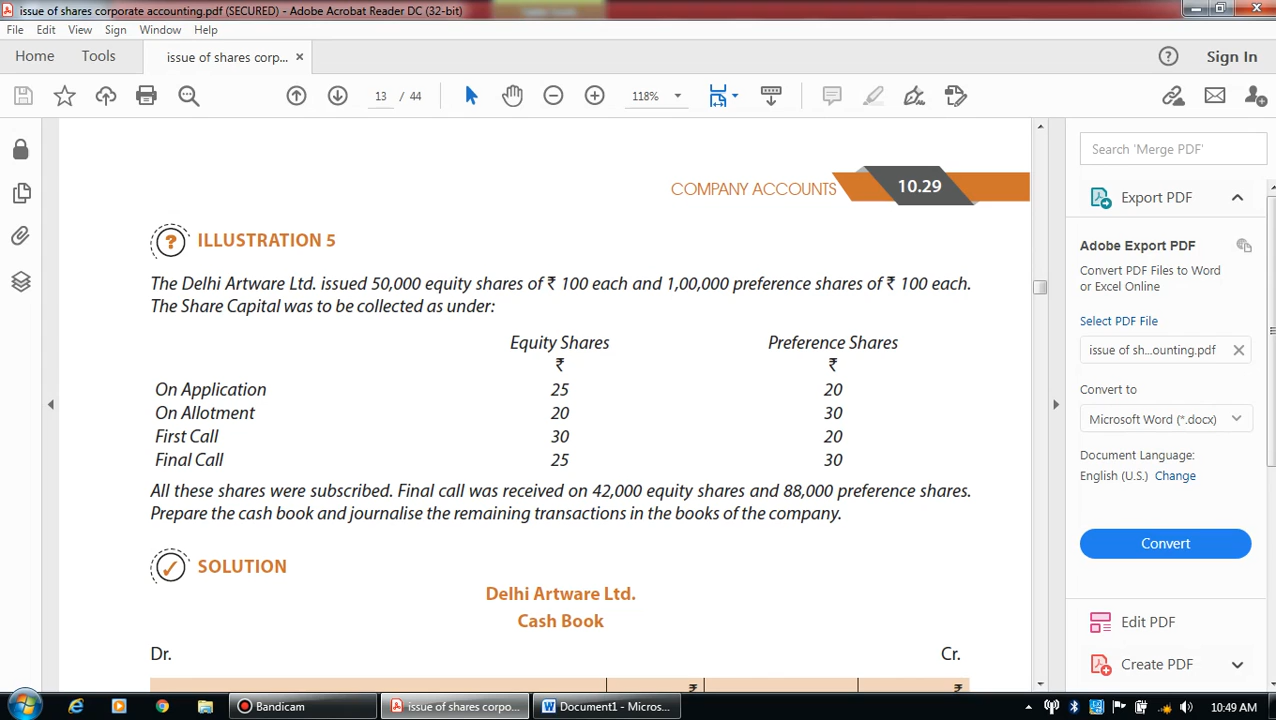 issue of shares corporate accounting.pdf (SECURED) - Adobe Acrobat Reader DC (32-bit)
File Edit View Sign Window Help
Home Tools issue of shares corp... × Sign In
13 / 44 118%
Search 'Merge PDF'
COMPANY ACCOUNTS 10.29
Export PDF
ILLUSTRATION 5
Adobe Export PDF
Convert PDF Files to Word
or Excel Online
The Delhi Artware Ltd. issued 50,000 equity shares of ₹ 100 each and 1,00,000 preference shares of ₹ 100 each.
The Share Capital was to be collected as under:
Select PDF File
Equity Shares Preference Shares
issue of sh...ounting.pdf
₹ ₹
On Application 25 20
Convert to
On Allotment 20 30
Microsoft Word (*.docx)
First Call 30 20
Final Call 25 30
Document Language:
English (U.S.) Change
All these shares were subscribed. Final call was received on 42,000 equity shares and 88,000 preference shares.
Prepare the cash book and journalise the remaining transactions in the books of the company.
Convert
SOLUTION
Delhi Artware Ltd.
Cash Book
Edit PDF
Dr. Cr.
Create PDF
₹ ₹
Bandicam issue of shares corpo... Document1 - Micros... 10:49 AM